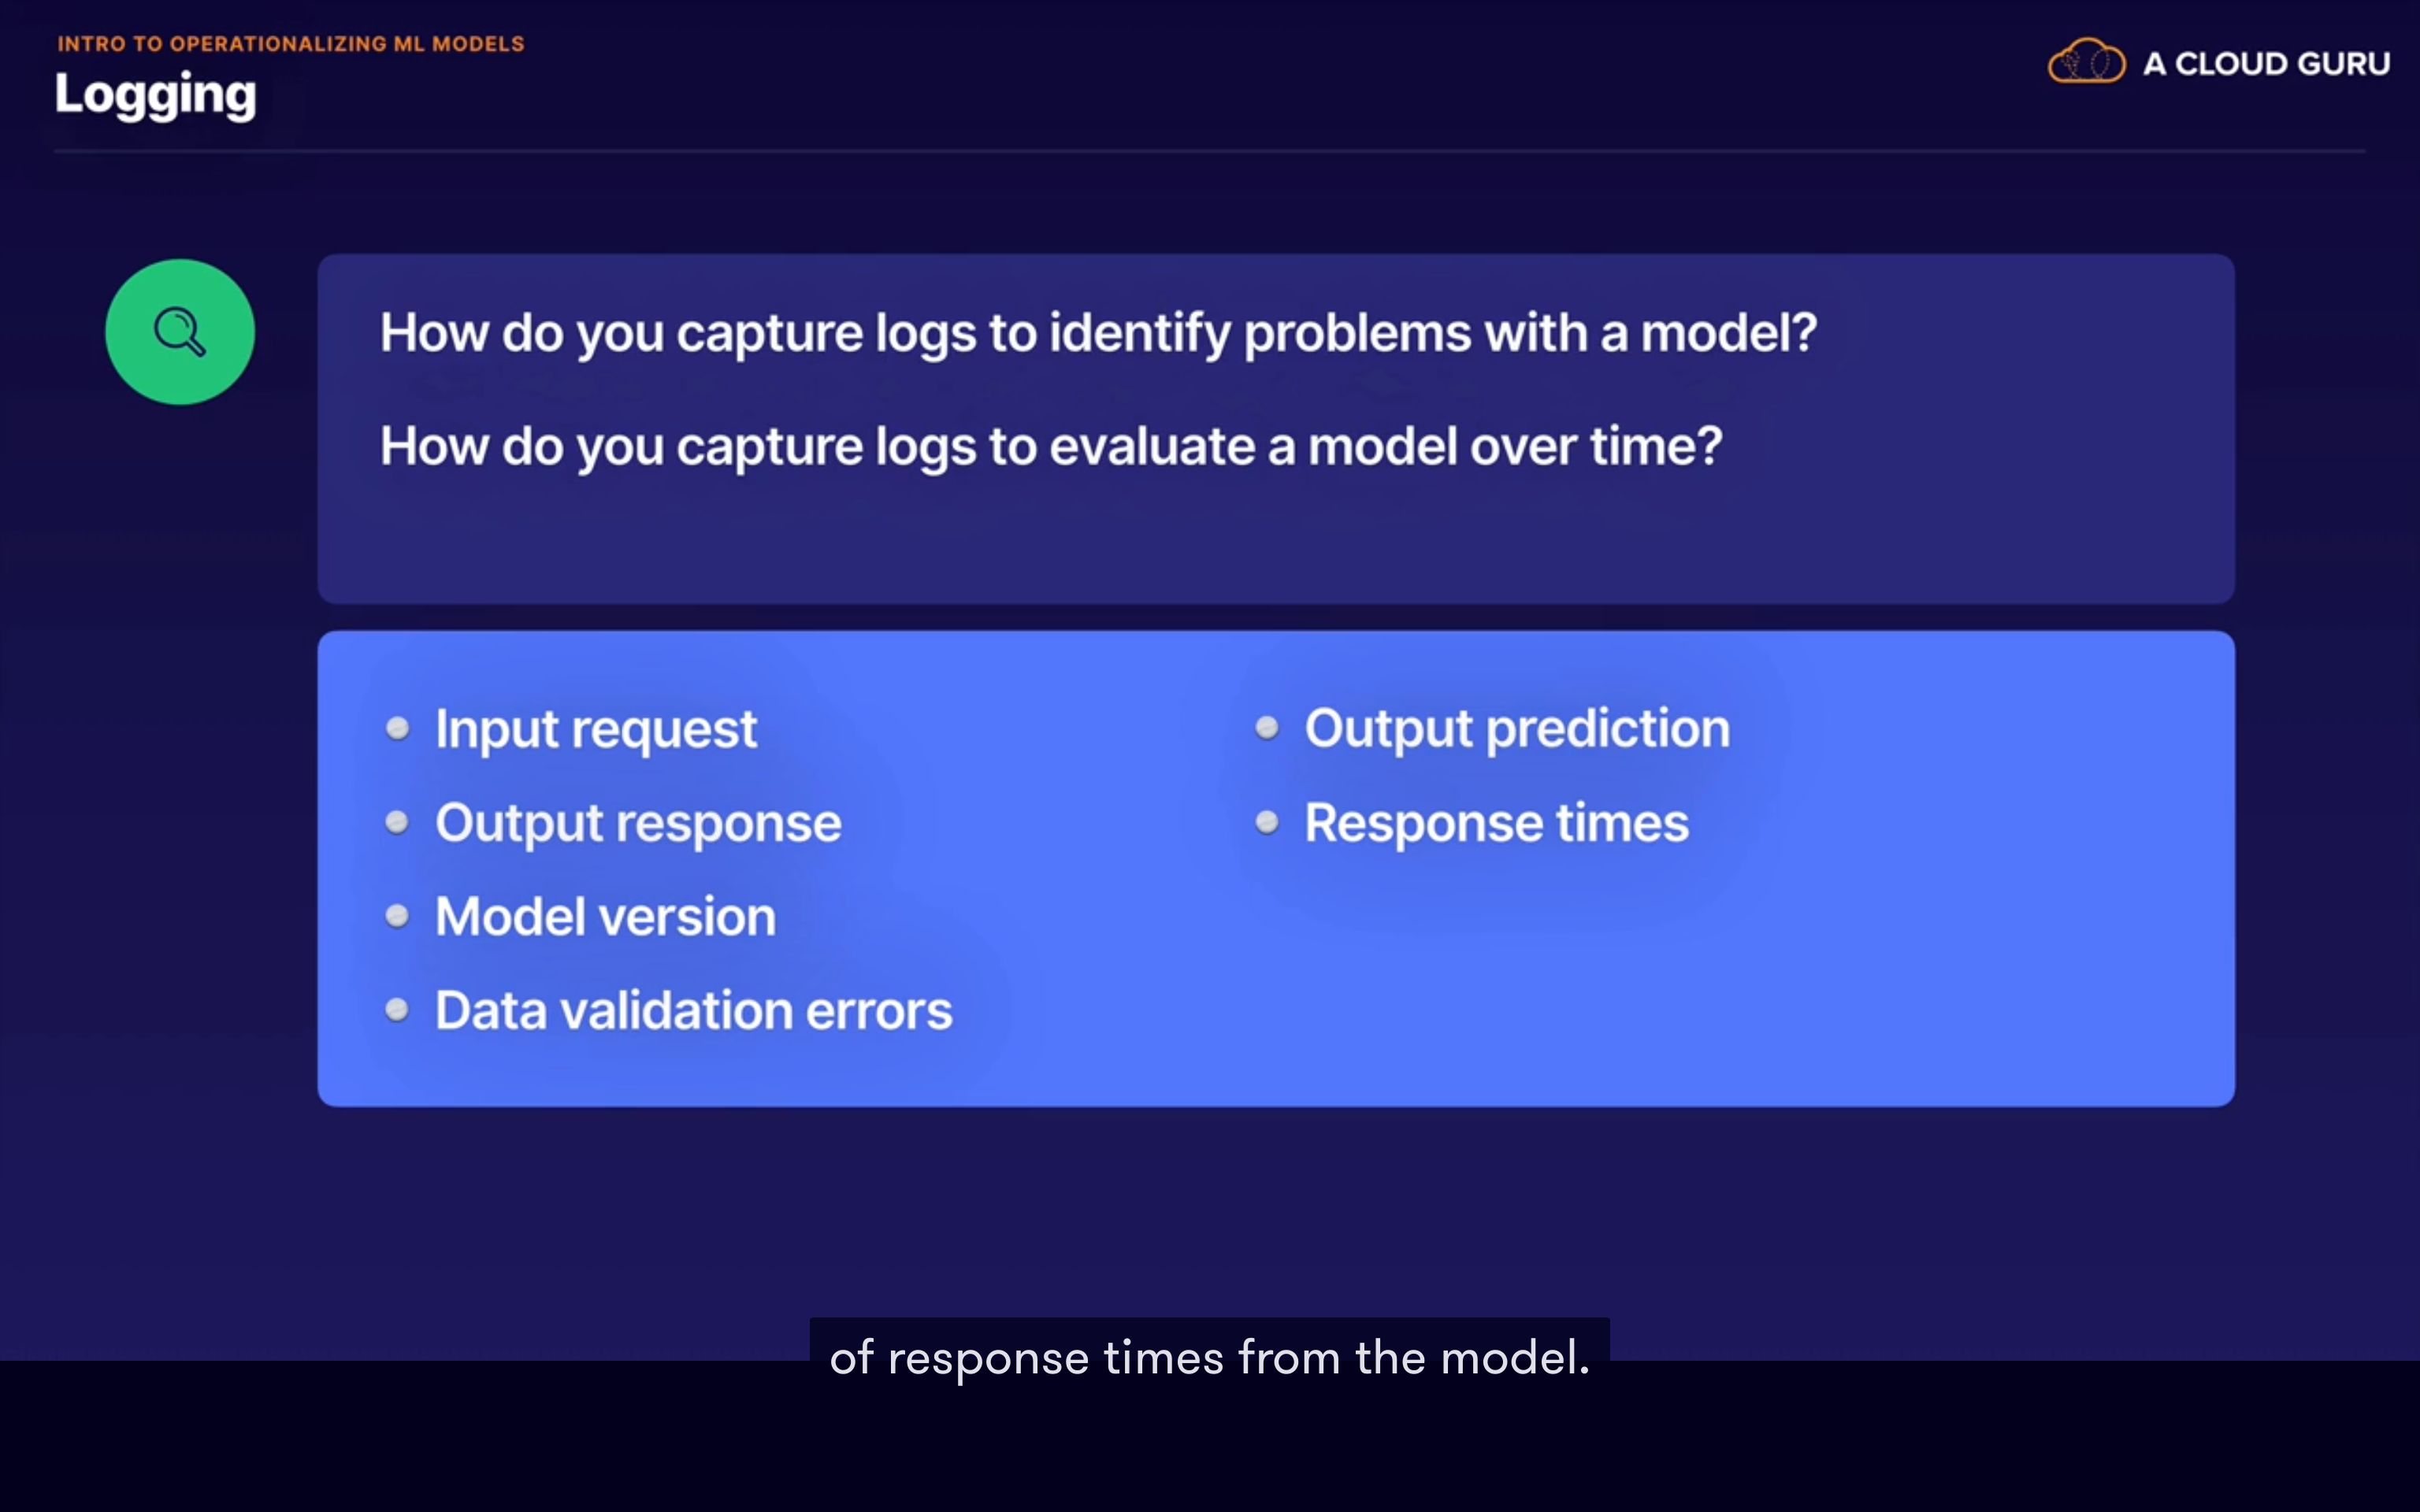 INTRO TO OPERATIONALIZING ML MODELS
Logging
A CLOUD GURU
How do you capture logs to identify problems with a model?
How do you capture logs to evaluate a model over time?
Input request
Output response
Model version
Data validation errors
Output prediction
Response times
of response times from the model.